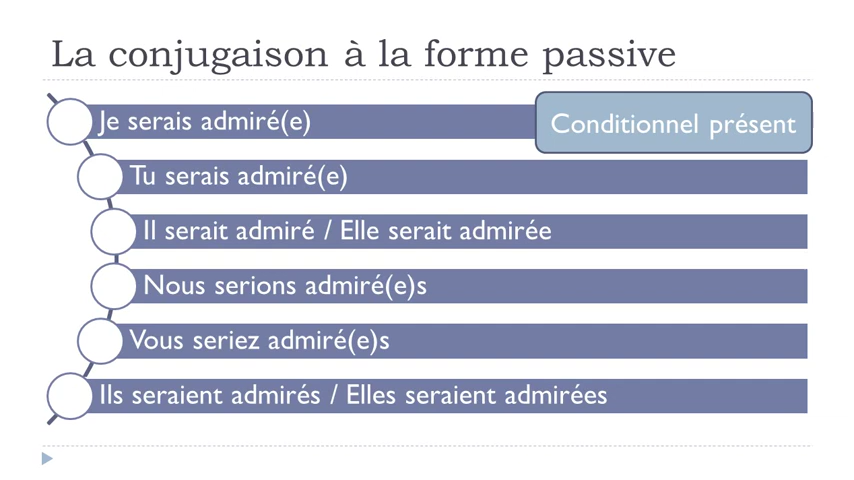 La conjugaison à la forme passive
Je serais admiré(e)
Conditionnel présent
Tu serais admiré(e)
Il serait admiré / Elle serait admirée
Nous serions admiré(e)s
Vous seriez admiré(e)s
Ils seraient admirés / Elles seraient admirées